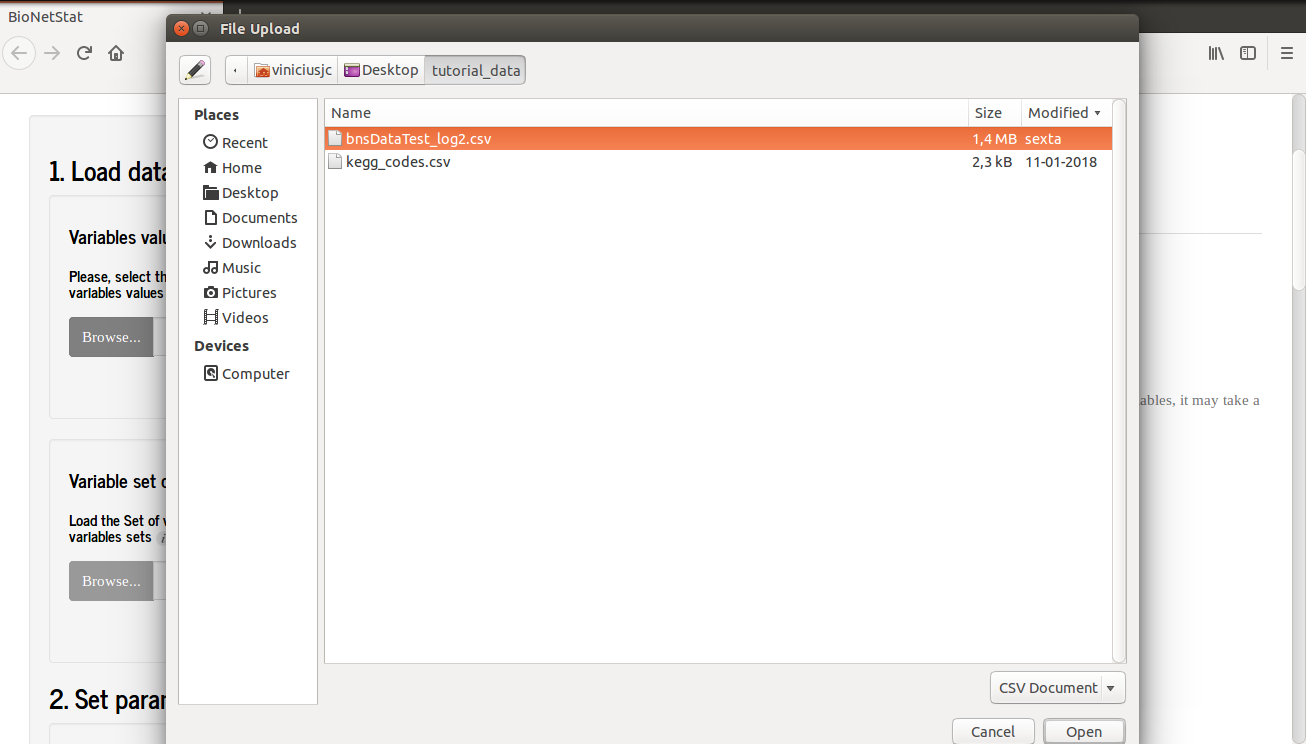 BioNetStat
File Upload
viniciusjc
Desktop
tutorial_data
Places
Recent
Home
Desktop
Documents
Downloads
Music
Pictures
Videos
Devices
Computer
Name Size Modified
bnsDataTest_log2.csv 1,4 MB sexta
kegg_codes.csv 2,3 kB 11-01-2018
CSV Document
Cancel
Open
1. Load data
Variables valu
Please, select th
variables values
Browse...
Variable set
Load the Set of
variables sets i
Browse...
2. Set param
ables, it may take a